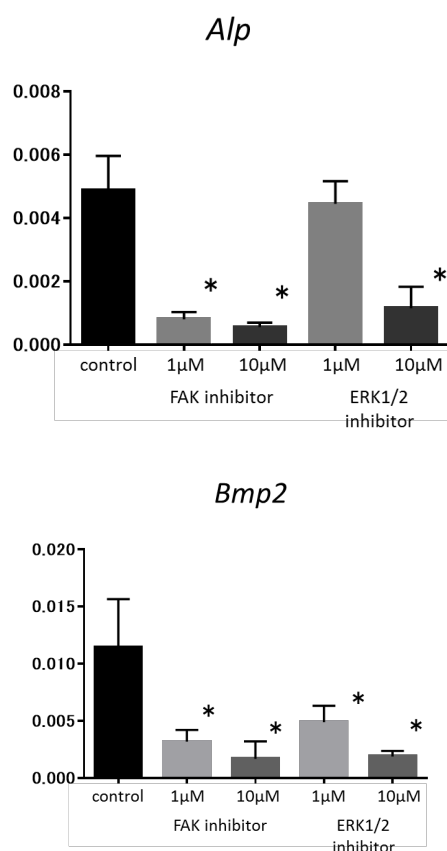 Alp
0.008
0.006
0.004
0.002
0.000
* * *
control 1μM 10μM 1μM 10μM
FAK inhibitor ERK1/2
inhibitor
Bmp2
0.020
0.015
0.010
0.005
0.000
* * * *
control 1μM 10μM 1μM 10μM
FAK inhibitor ERK1/2
inhibitor